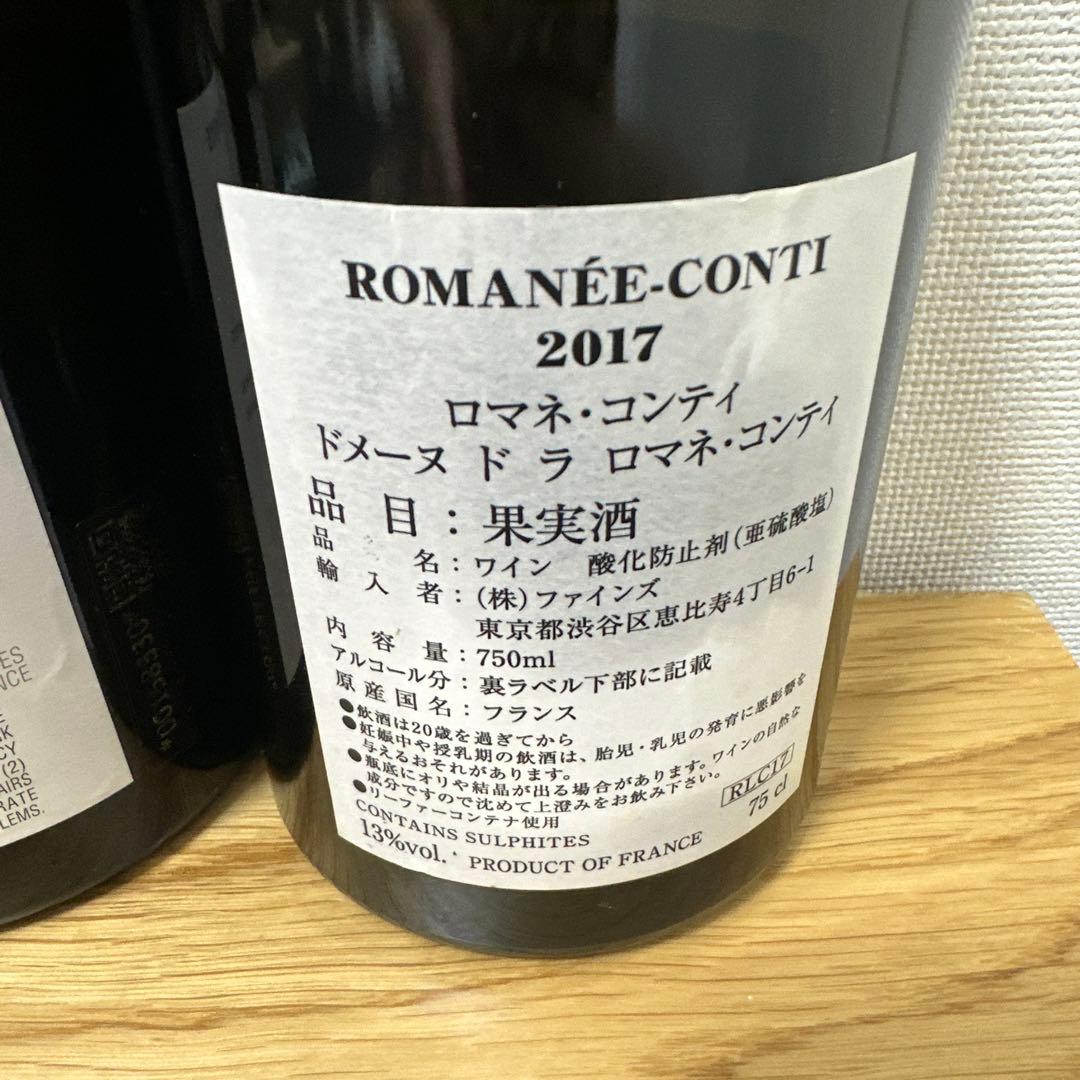 ROMANÉE-CONTI
2017
ロマネ・コンティ
ドメーヌ ド ラ ロマネ・コンティ
品 目：果実酒
品 名：ワイン 酸化防止剤（亜硫酸塩）
輸 入 者：（株）ファインズ
東京都渋谷区恵比寿4丁目6-1
内 容 量：750ml
アルコール分：裏ラベル下部に記載
原 産 国 名：フランス
●飲酒は20歳を過ぎてから
●妊娠中や授乳期の飲酒は、胎児・乳児の発育に悪影響を
与えるおそれがあります。
●瓶底にオリや結晶が出る場合があります。ワインの自然な
成分ですので沈めて上澄みをお飲み下さい。
●リーファーコンテナ使用
RLC17
CONTAINS SULPHITES
75 cl
13%vol. PRODUCT OF FRANCE
ES
NCE
E
NK
CY
(2)
AIRS
RATE
LEMS.